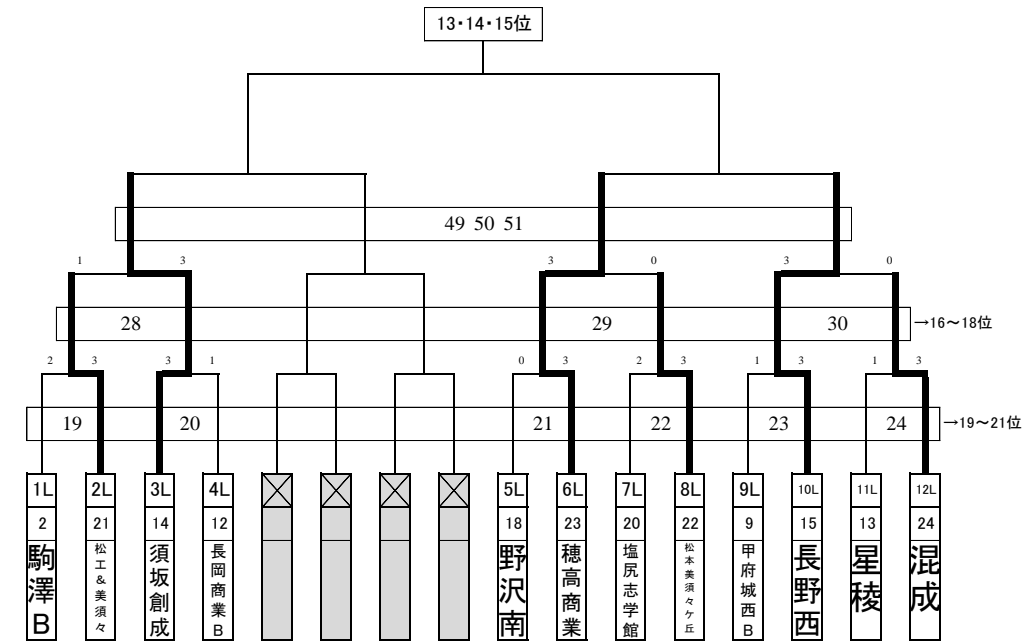 13・14・15位
49 50 51
1 3 3 0 3 0
28 29 30 →16～18位
2 3 3 1 0 3 2 3 1 3 1 3
19 20 21 22 23 24 →19～21位
1L 2L 3L 4L 5L 6L 7L 8L 9L 10L 11L 12L
2 21 14 12 18 23 20 22 9 15 13 24
駒澤B
松工&美須々
須坂創成
長岡商業B
野沢南
穂高商業
塩尻志学館
松本美須々ケ丘
甲府城西B
長野西
星稜
混成